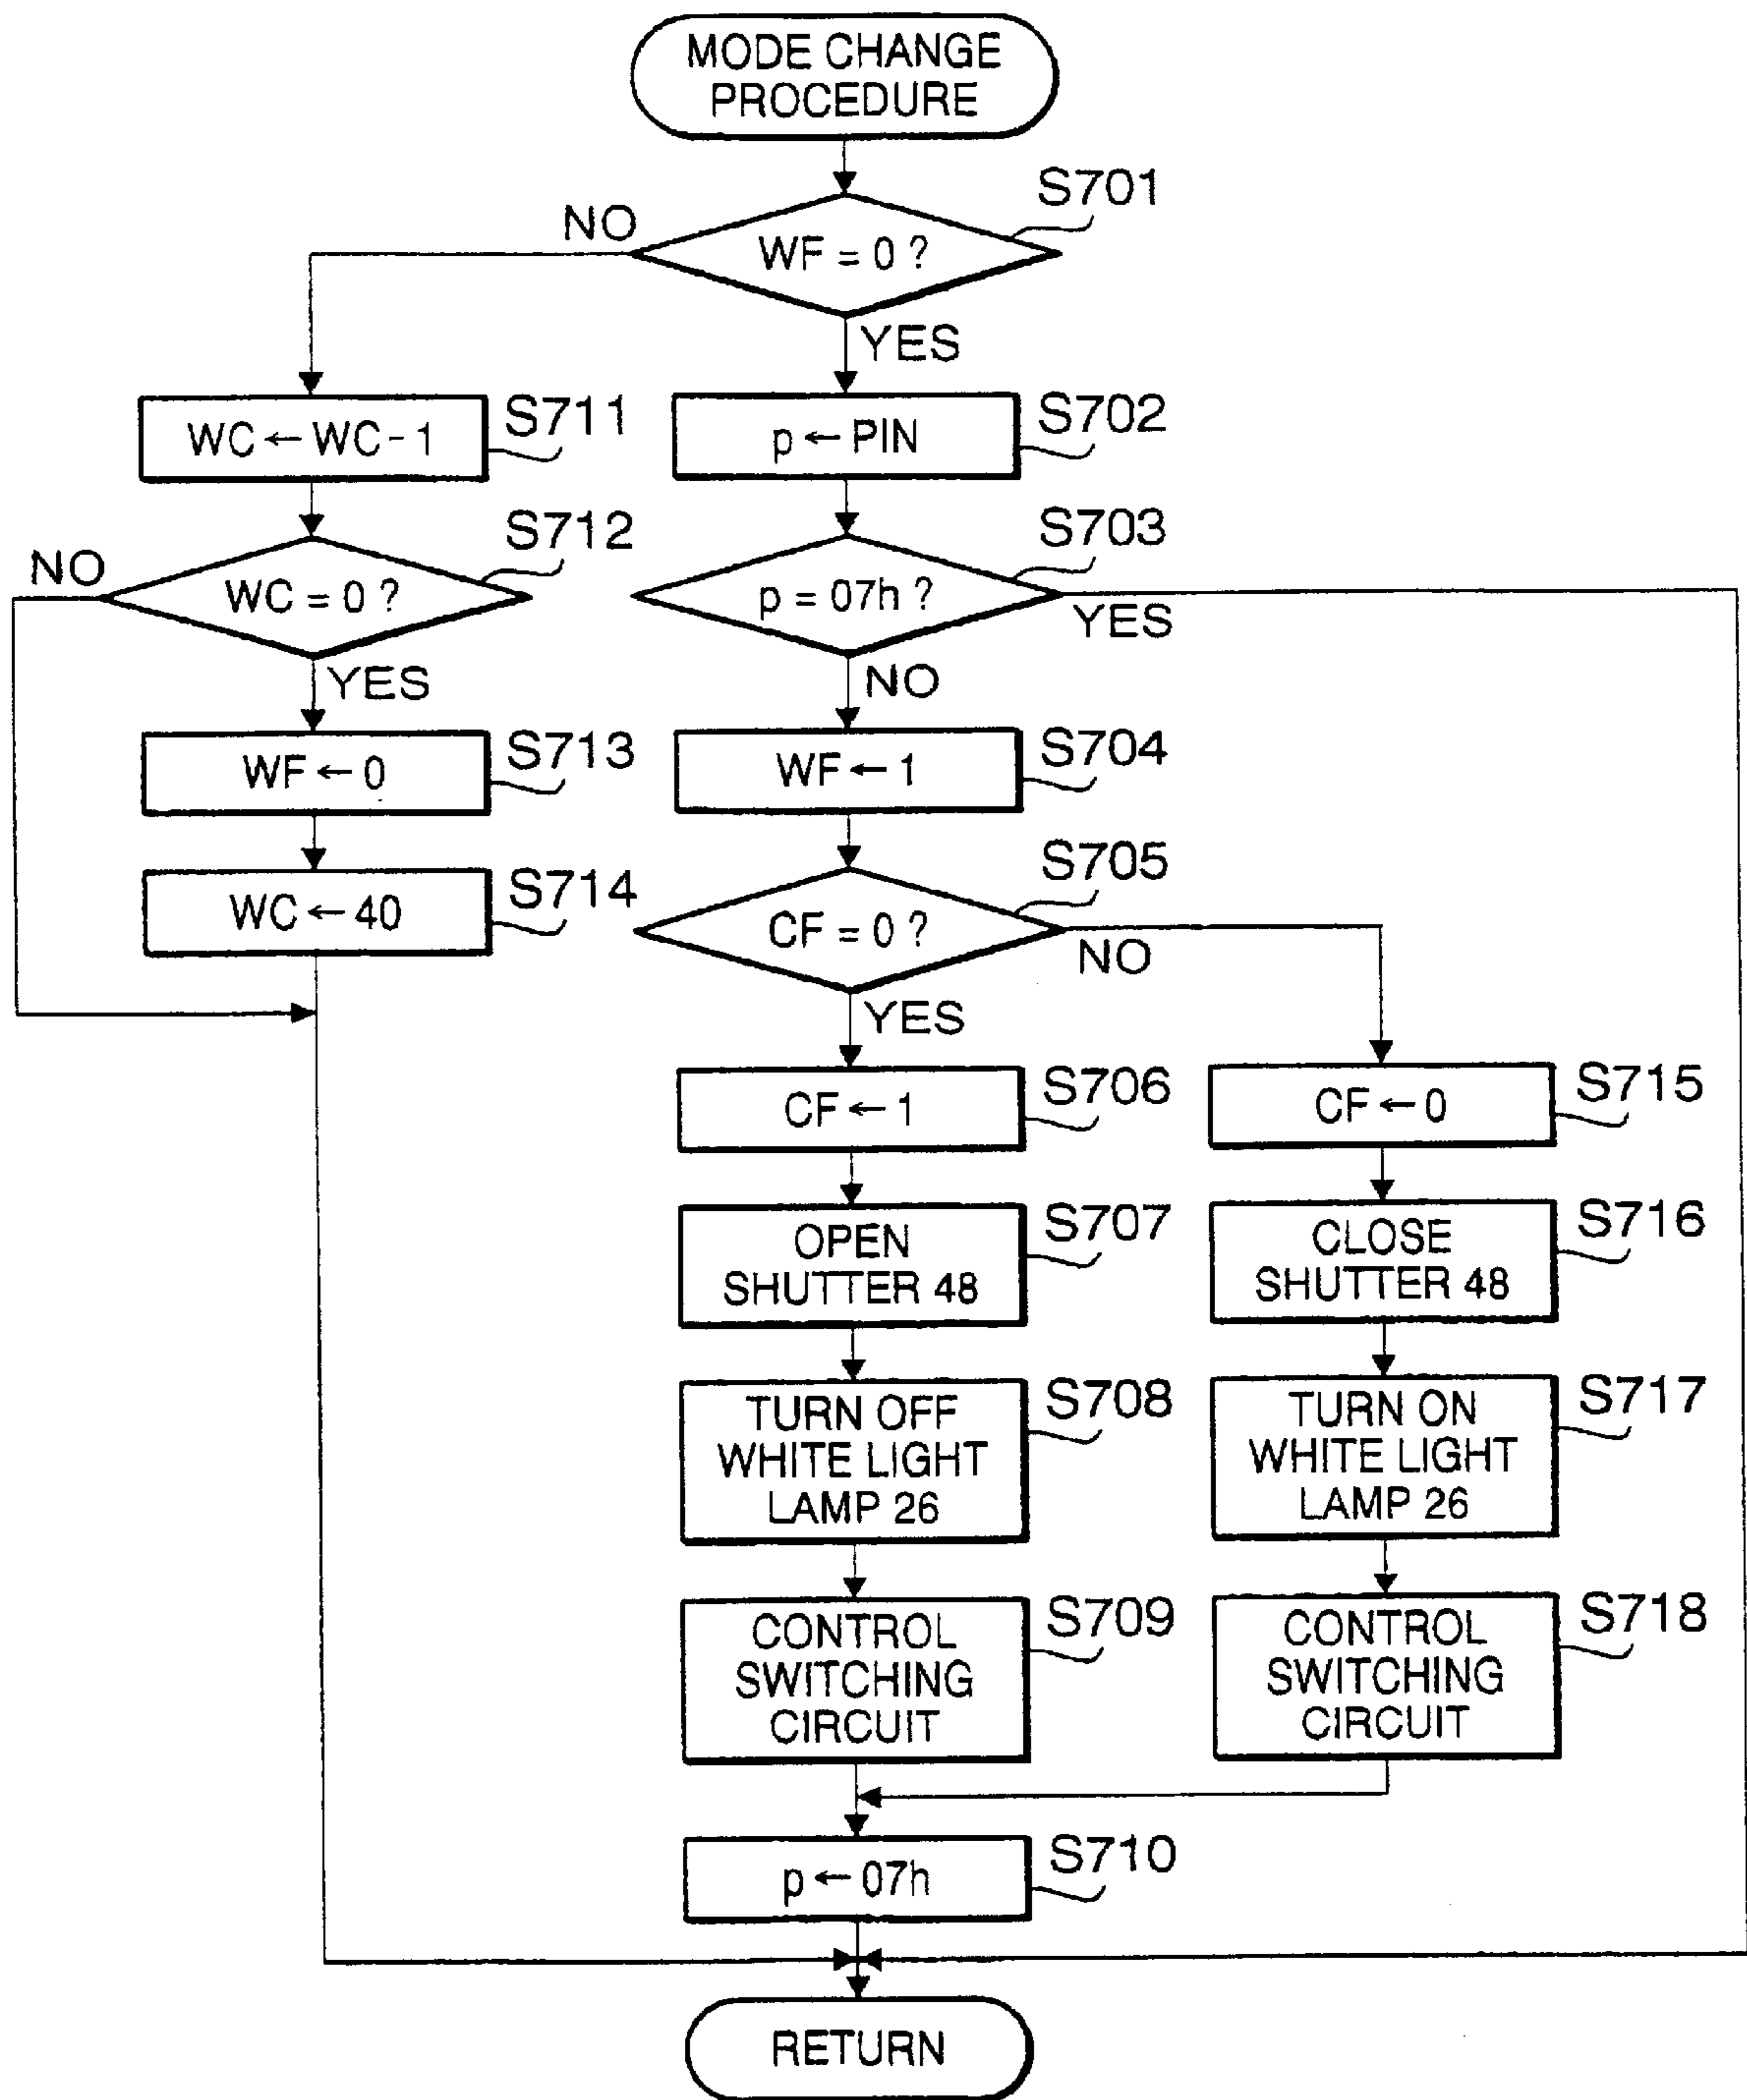 MODE CHANGE
PROCEDURE
S701
NO
WF = 0 ?
YES
S711
WC ← WC - 1
S702
p ← PIN
S712
NO
WC = 0 ?
YES
S703
p = 07h ?
YES
NO
S713
WF ← 0
S704
WF ← 1
S714
WC ← 40
S705
CF = 0 ?
NO
YES
S706
CF ← 1
S715
CF ← 0
S707
OPEN
SHUTTER 48
S716
CLOSE
SHUTTER 48
S708
TURN OFF
WHITE LIGHT
LAMP 26
S717
TURN ON
WHITE LIGHT
LAMP 26
S709
CONTROL
SWITCHING
CIRCUIT
S718
CONTROL
SWITCHING
CIRCUIT
S710
p ← 07h
RETURN